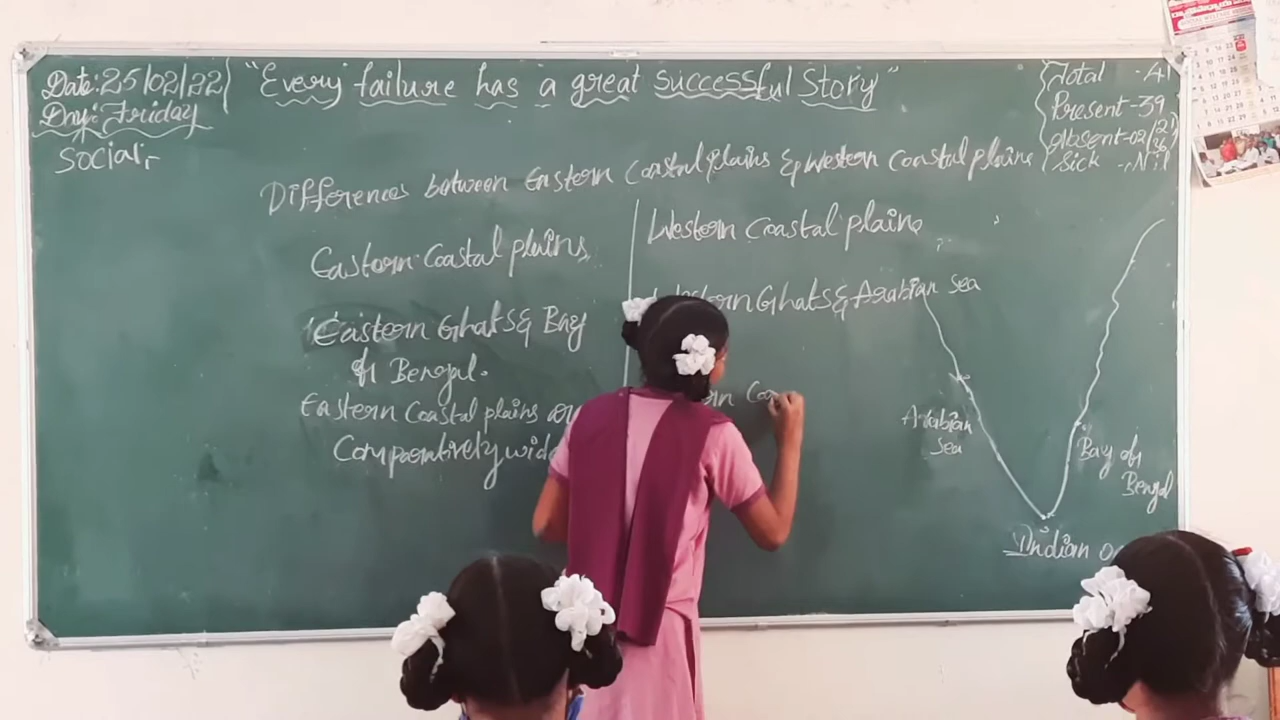 Date: 25/02/22
Day: Friday
Social:-
"Every failure has a great successful Story"
Total - 41
Present - 39
Absent - 02
Sick - Nil
Differences between Eastern Coastal plains & Western Coastal plains
Eastern Coastal plains
Eastern Ghats & Bay
of Bengal.
Eastern Coastal plains
Comparatively wide
Western Coastal plains
Western Ghats & Arabian Sea
Arabian
Sea
Bay of
Bengal
Indian